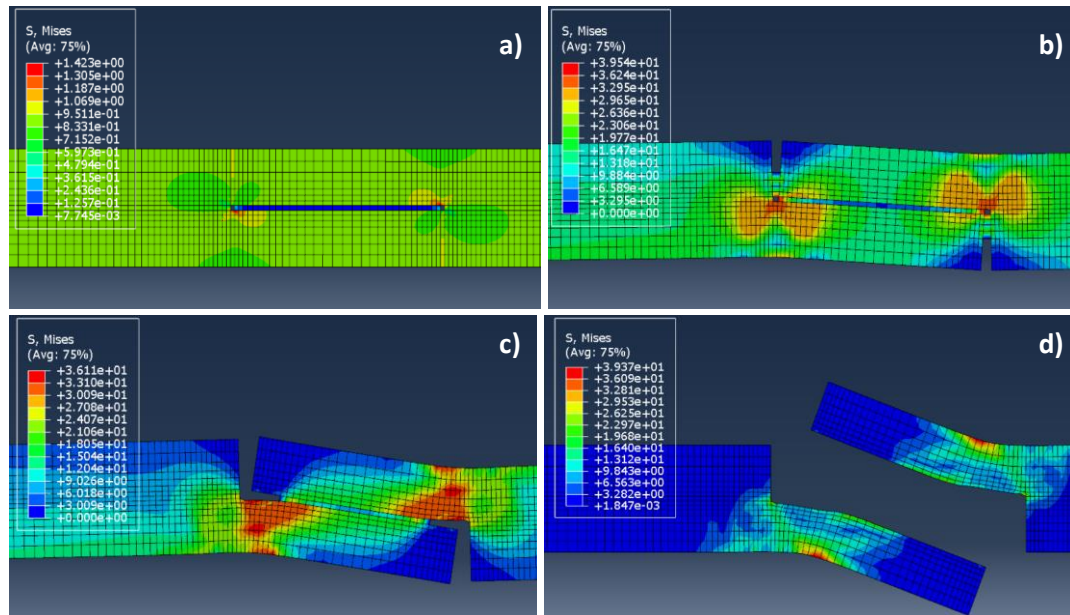 S, Mises
(Avg: 75%)
+1.423e+00
+1.305e+00
+1.187e+00
+1.069e+00
+9.511e-01
+8.331e-01
+7.152e-01
+5.973e-01
+4.794e-01
+3.615e-01
+2.436e-01
+1.257e-01
+7.745e-03
a)
S, Mises
(Avg: 75%)
+3.954e+01
+3.624e+01
+3.295e+01
+2.965e+01
+2.636e+01
+2.306e+01
+1.977e+01
+1.647e+01
+1.318e+01
+9.884e+00
+6.589e+00
+3.295e+00
+0.000e+00
b)
S, Mises
(Avg: 75%)
+3.611e+01
+3.310e+01
+3.009e+01
+2.708e+01
+2.407e+01
+2.106e+01
+1.805e+01
+1.504e+01
+1.204e+01
+9.026e+00
+6.018e+00
+3.009e+00
+0.000e+00
c)
S, Mises
(Avg: 75%)
+3.937e+01
+3.609e+01
+3.281e+01
+2.953e+01
+2.625e+01
+2.297e+01
+1.968e+01
+1.640e+01
+1.312e+01
+9.843e+00
+6.563e+00
+3.282e+00
+1.847e-03
d)